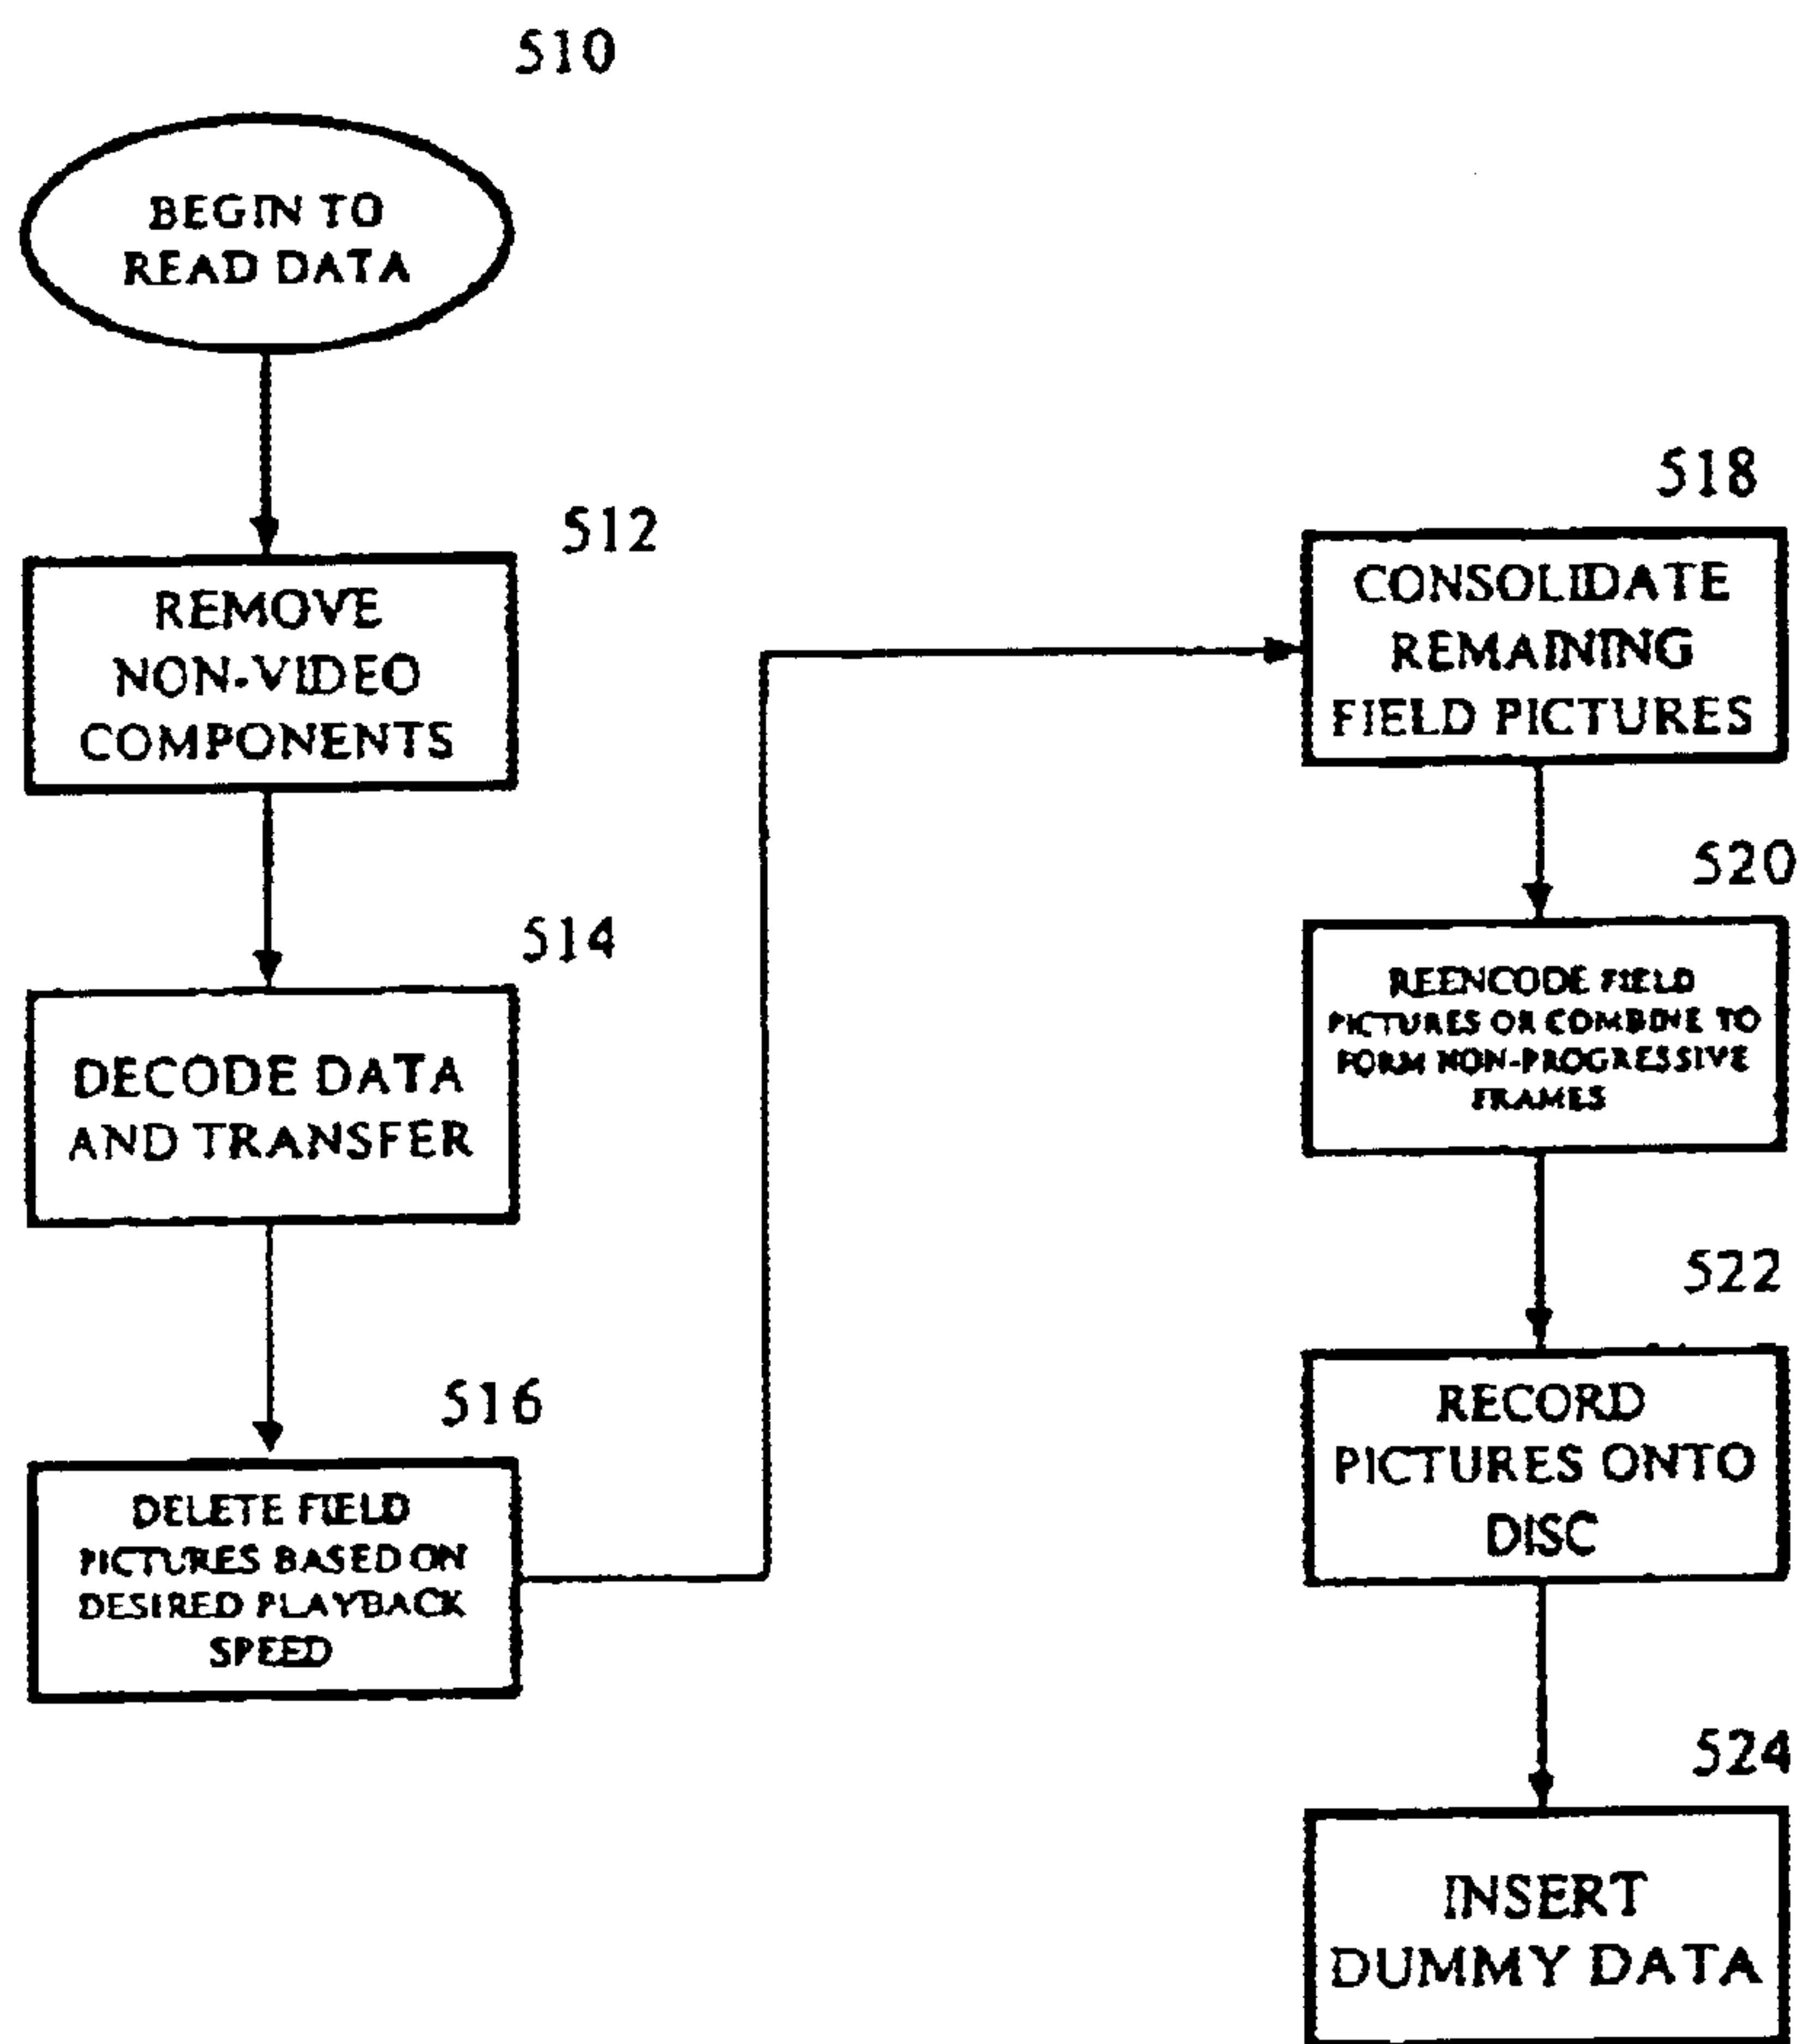 510
BEGIN TO
READ DATA
512
REMOVE
NON-VIDEO
COMPONENTS
514
DECODE DATA
AND TRANSFER
516
DELETE FIELD
PICTURES BASED ON
DESIRED PLAYBACK
SPEED
518
CONSOLIDATE
REMAINING
FIELD PICTURES
520
REENCODE FIELD
PICTURES OR COMBINE TO
FORM NON-PROGRESSIVE
FRAMES
522
RECORD
PICTURES ONTO
DISC
524
INSERT
DUMMY DATA